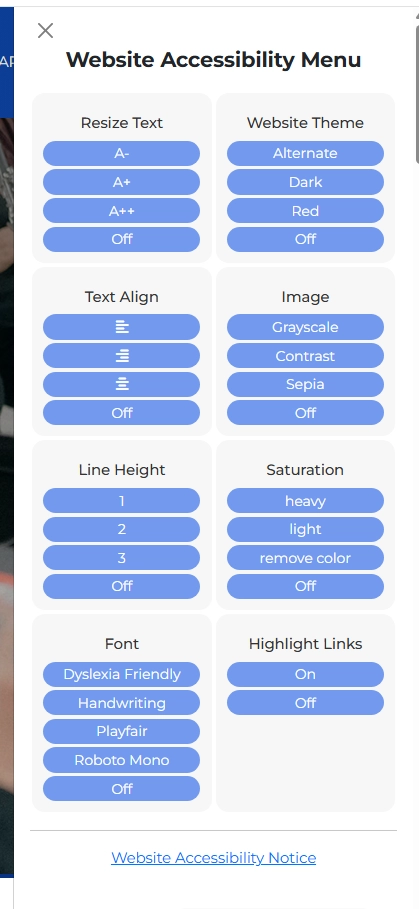 AP
Website Accessibility Menu
Resize Text
A-
A+
A++
Off
Website Theme
Alternate
Dark
Red
Off
Text Align
Off
Image
Grayscale
Contrast
Sepia
Off
Line Height
1
2
3
Off
Saturation
heavy
light
remove color
Off
Font
Dyslexia Friendly
Handwriting
Playfair
Roboto Mono
Off
Highlight Links
On
Off
Website Accessibility Notice